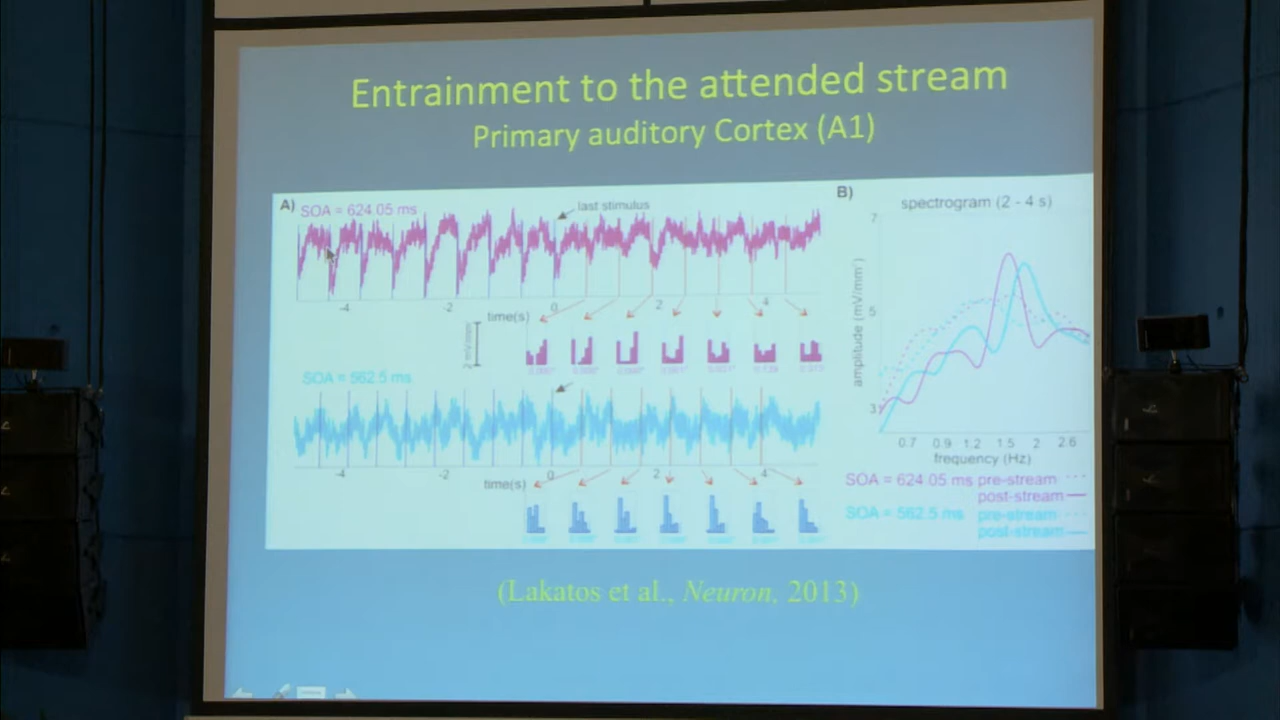 Entrainment to the attended stream
Primary auditory Cortex (A1)
A)
SOA = 624.05 ms
last stimulus
-4 -2 0 2 4
time(s)
SOA = 562.5 ms
-4 -2 0 2 4
time(s)
B)
spectrogram (2 - 4 s)
7
5
3
amplitude (mV/mm²)
0.7 0.9 1.2 1.5 2 2.6
frequency (Hz)
SOA = 624.05 ms pre-stream
post-stream
SOA = 562.5 ms pre-stream
post-stream
(Lakatos et al., Neuron, 2013)